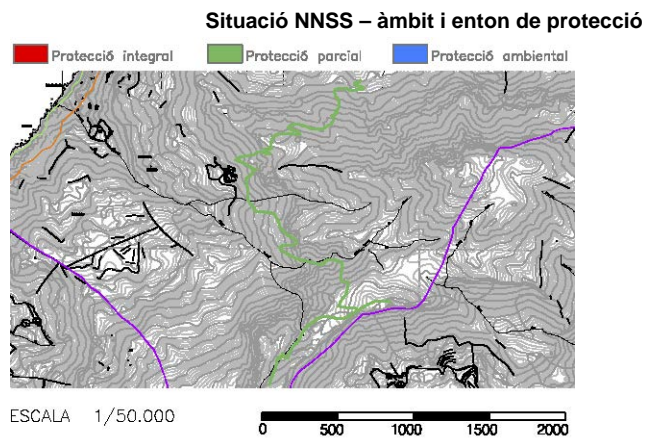 Situació NNSS – àmbit i enton de protecció
Protecció integral Protecció parcial Protecció ambiental
ESCALA 1/50.000
0 500 1000 1500 2000